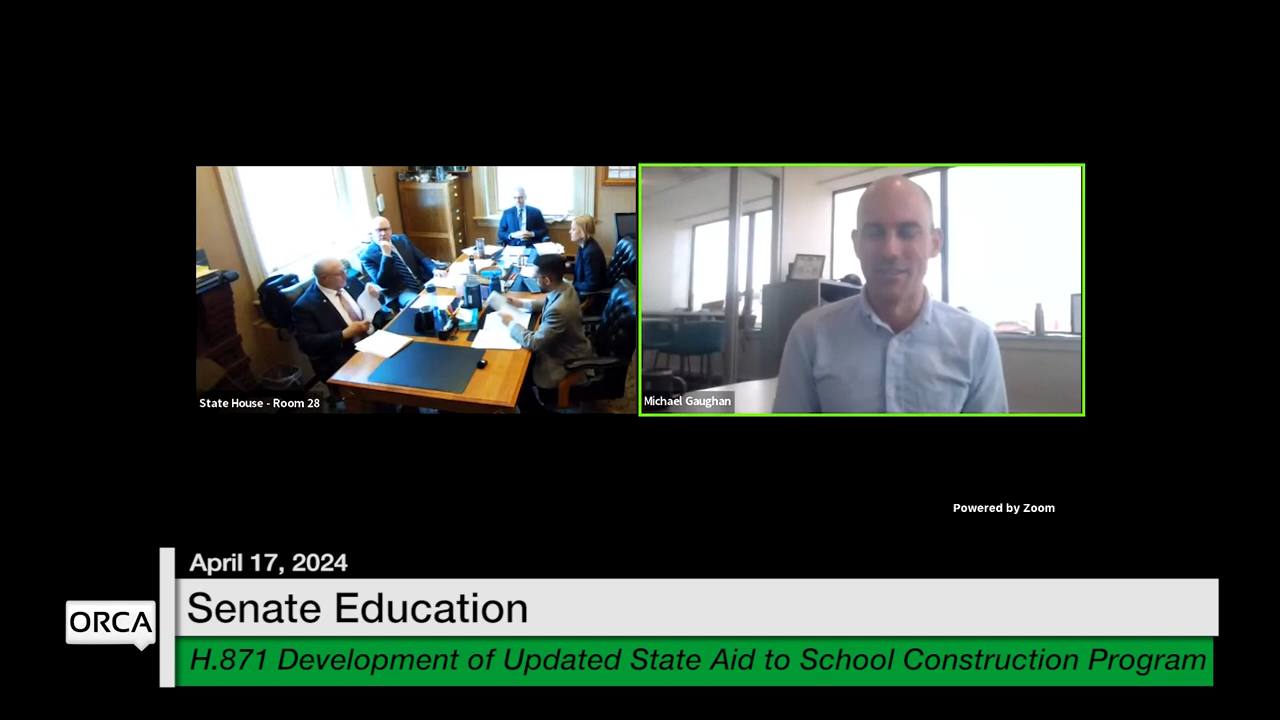 State House - Room 28
Michael Gaughan
Powered by Zoom
April 17, 2024
Senate Education
ORCA
H.871 Development of Updated State Aid to School Construction Program